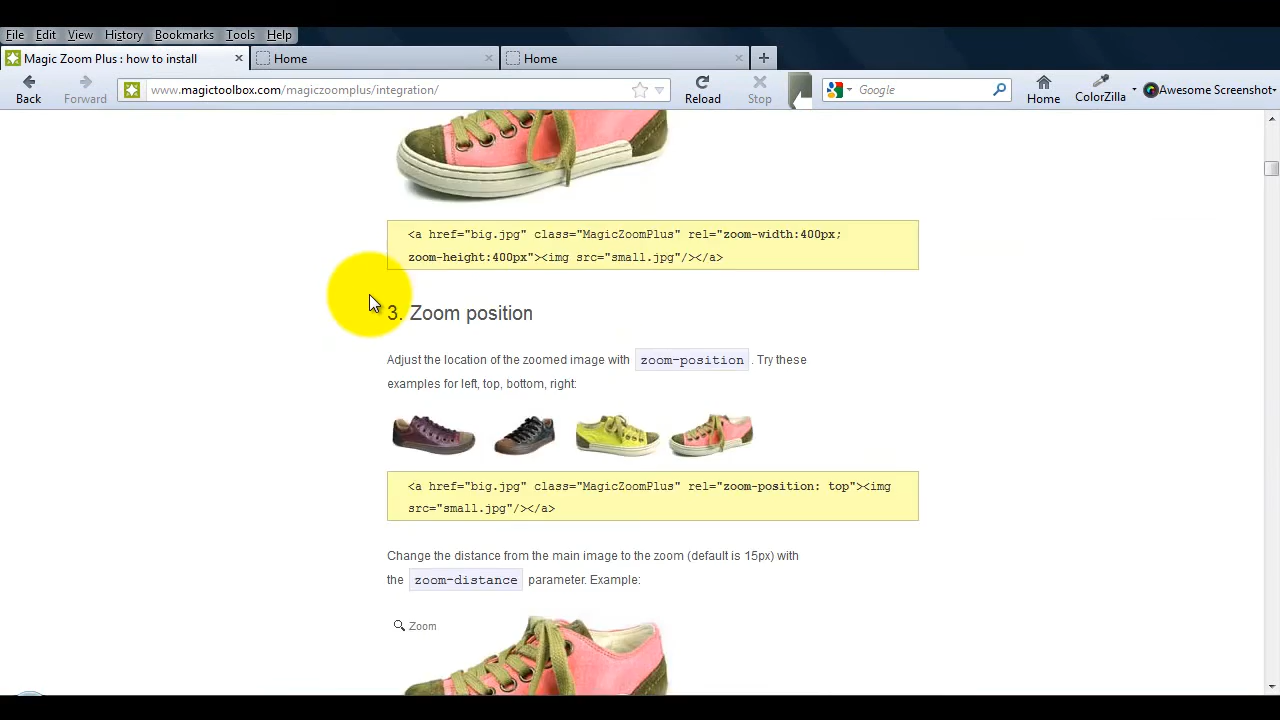 File Edit View History Bookmarks Tools Help
Magic Zoom Plus : how to install × Home × Home × +
Back Forward www.magictoolbox.com/magiczoomplus/integration/ Reload Stop Google Home ColorZilla Awesome Screenshot
<a href="big.jpg" class="MagicZoomPlus" rel="zoom-width:400px;
zoom-height:400px"><img src="small.jpg"/></a>
3. Zoom position
Adjust the location of the zoomed image with zoom-position . Try these
examples for left, top, bottom, right:
<a href="big.jpg" class="MagicZoomPlus" rel="zoom-position: top"><img
src="small.jpg"/></a>
Change the distance from the main image to the zoom (default is 15px) with
the zoom-distance parameter. Example:
Zoom